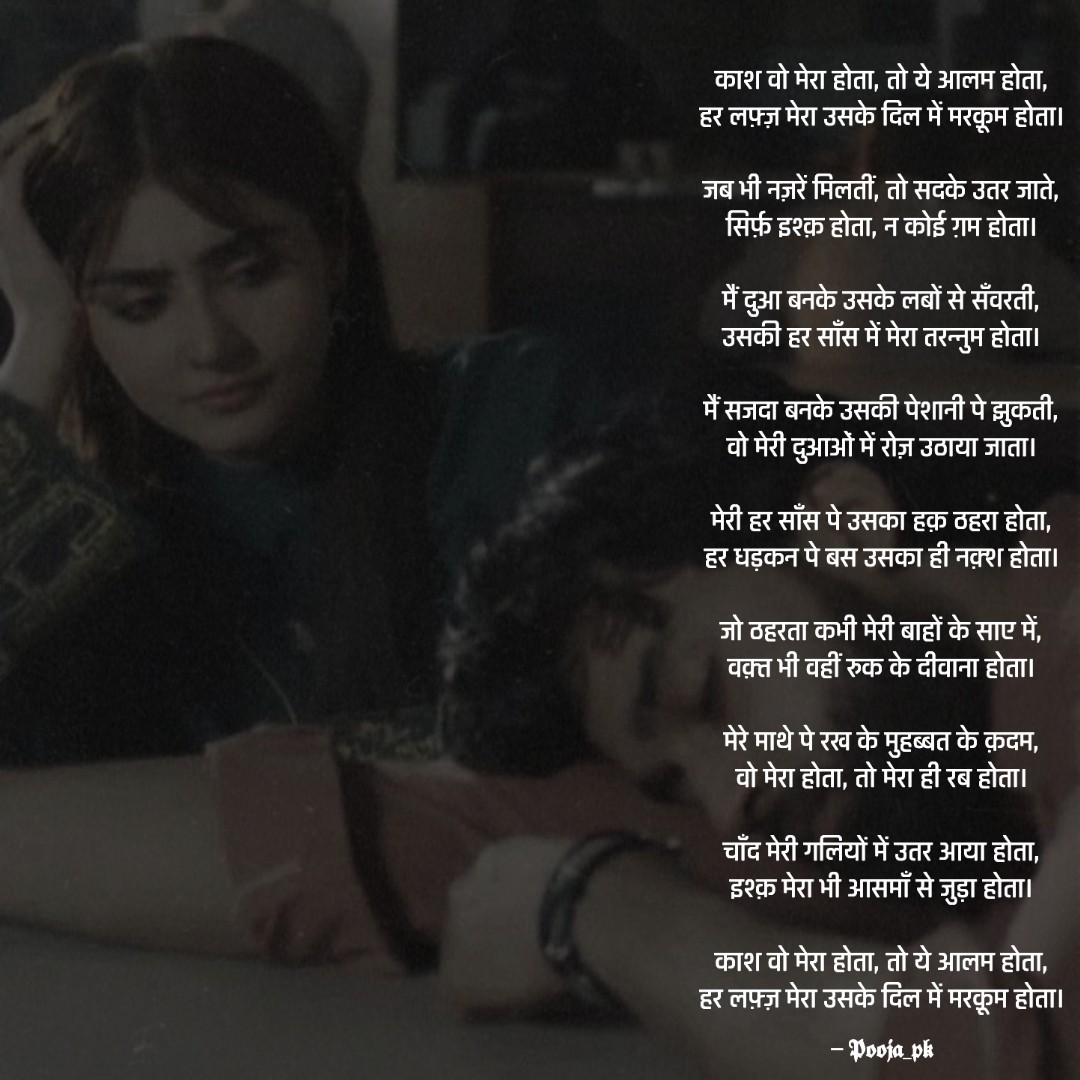 काश वो मेरा होता, तो ये आलम होता,
हर लफ़्ज़ मेरा उसके दिल में मरक़ूम होता।
जब भी नज़रें मिलतीं, तो सदके उतर जाते,
सिर्फ़ इश्क़ होता, न कोई ग़म होता।
मैं दुआ बनके उसके लबों से सँवरती,
उसकी हर साँस में मेरा तरन्नुम होता।
मैं सजदा बनके उसकी पेशानी पे झुकती,
वो मेरी दुआओं में रोज़ उठाया जाता।
मेरी हर साँस पे उसका हक़ ठहरा होता,
हर धड़कन पे बस उसका ही नक़्श होता।
जो ठहरता कभी मेरी बाहों के साए में,
वक़्त भी वहीं रुक के दीवाना होता।
मेरे माथे पे रख के मुहब्बत के क़दम,
वो मेरा होता, तो मेरा ही रब होता।
चाँद मेरी गलियों में उतर आया होता,
इश्क़ मेरा भी आसमाँ से जुड़ा होता।
काश वो मेरा होता, तो ये आलम होता,
हर लफ़्ज़ मेरा उसके दिल में मरक़ूम होता।
– Pooja_pk